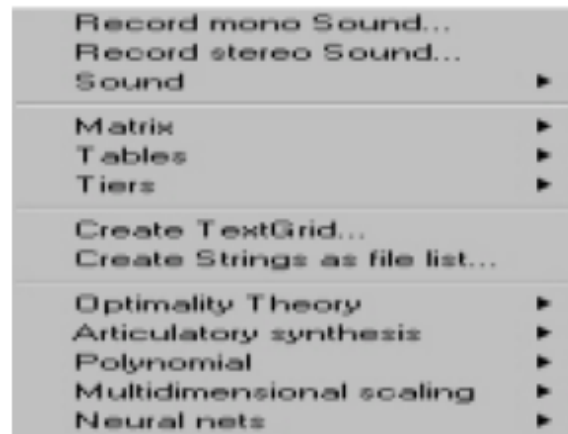 Record mono Sound...
Record stereo Sound...
Sound
Matrix
Tables
Tiers
Create TextGrid...
Create Strings as file list...
Optimality Theory
Articulatory synthesis
Polynomial
Multidimensional scaling
Neural nets